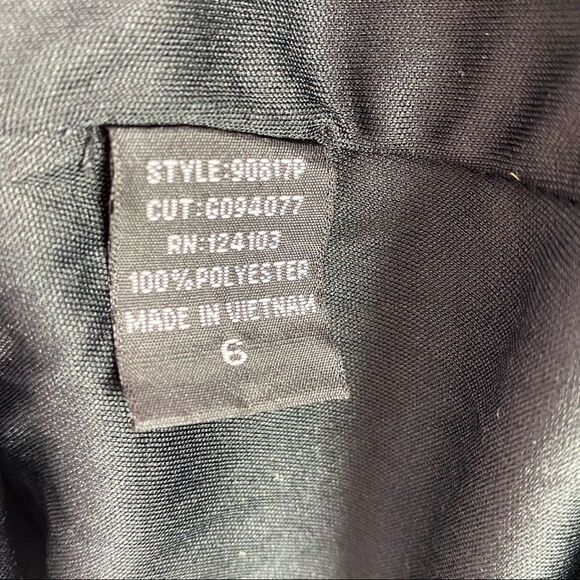 STYLE:90817P
CUT:G094077
RN:124103
100%POLYESTER
MADE IN VIETNAM
6